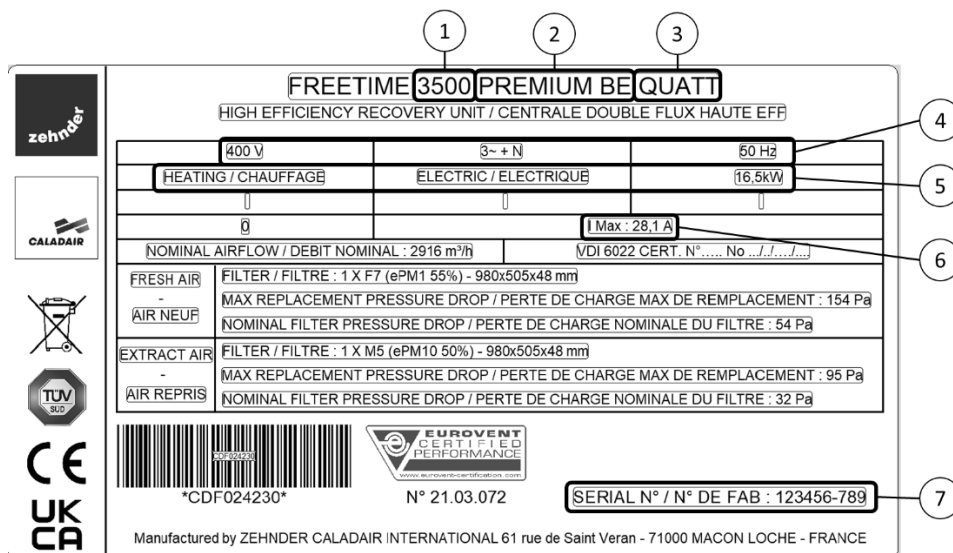 1
2
3
FREETIME 3500 PREMIUM BE QUATT
HIGH EFFICIENCY RECOVERY UNIT / CENTRALE DOUBLE FLUX HAUTE EFF
zehnder
4
400 V 3~ + N 50 Hz
HEATING / CHAUFFAGE ELECTRIC / ELECTRIQUE 16,5kW
5
0 I Max : 28,1 A
CALADAIR
NOMINAL AIRFLOW / DEBIT NOMINAL : 2916 m³/h VDI 6022 CERT. N°..... No .../../..../....
6
FRESH AIR
-
AIR NEUF
FILTER / FILTRE : 1 X F7 (ePM1 55%) - 980x505x48 mm
MAX REPLACEMENT PRESSURE DROP / PERTE DE CHARGE MAX DE REMPLACEMENT : 154 Pa
NOMINAL FILTER PRESSURE DROP / PERTE DE CHARGE NOMINALE DU FILTRE : 54 Pa
EXTRACT AIR
-
AIR REPRIS
FILTER / FILTRE : 1 X M5 (ePM10 50%) - 980x505x48 mm
MAX REPLACEMENT PRESSURE DROP / PERTE DE CHARGE MAX DE REMPLACEMENT : 95 Pa
NOMINAL FILTER PRESSURE DROP / PERTE DE CHARGE NOMINALE DU FILTRE : 32 Pa
TÜV
SUD
CE
UK
CA
CDF024230
*CDF024230*
EUROVENT
CERTIFIED
PERFORMANCE
www.eurovent-certification.com
N° 21.03.072
SERIAL N° / N° DE FAB : 123456-789
7
Manufactured by ZEHNDER CALADAIR INTERNATIONAL 61 rue de Saint Veran - 71000 MACON LOCHE - FRANCE